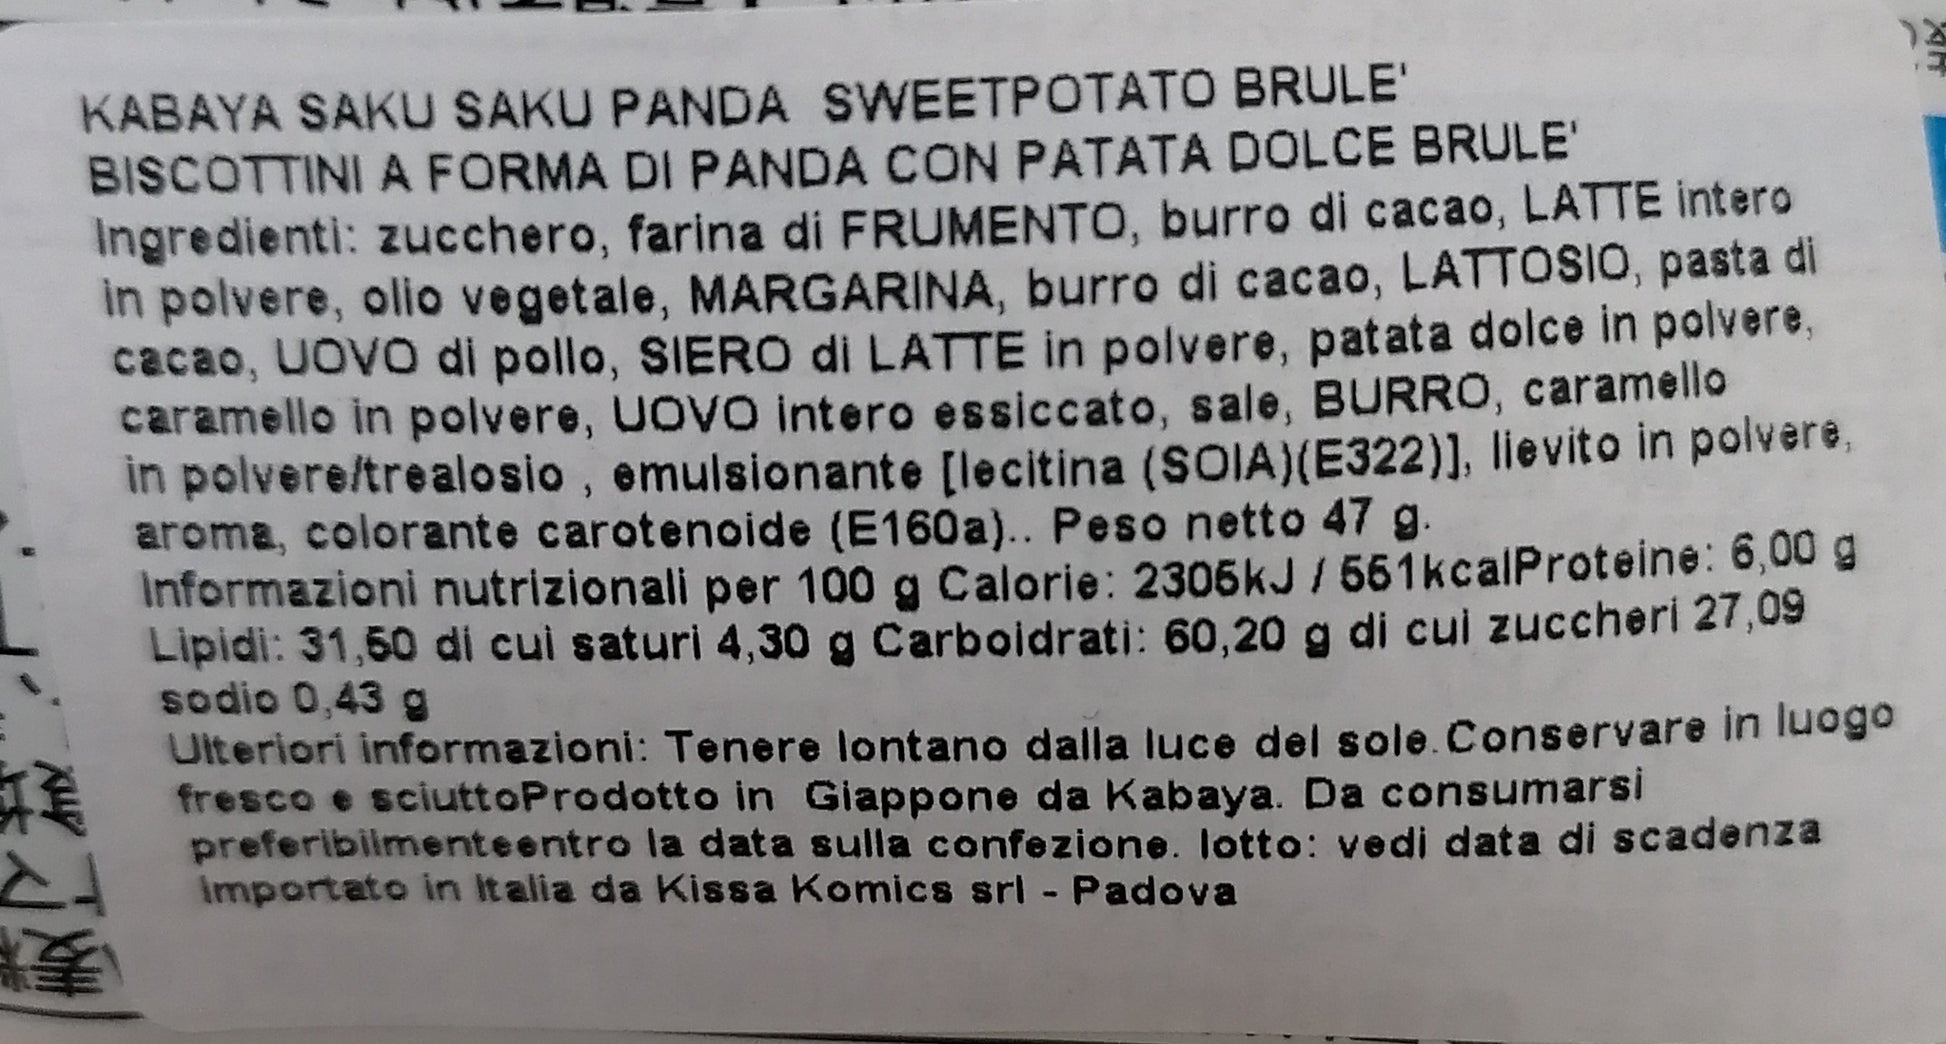 KABAYA SAKU SAKU PANDA SWEETPOTATO BRULE'
BISCOTTINI A FORMA DI PANDA CON PATATA DOLCE BRULE'
Ingredienti: zucchero, farina di FRUMENTO, burro di cacao, LATTE intero
in polvere, olio vegetale, MARGARINA, burro di cacao, LATTOSIO, pasta di
cacao, UOVO di pollo, SIERO di LATTE in polvere, patata dolce in polvere,
caramello in polvere, UOVO intero essiccato, sale, BURRO, caramello
in polvere/trealosio , emulsionante [lecitina (SOIA)(E322)], lievito in polvere,
aroma, colorante carotenoide (E160a).. Peso netto 47 g.
Informazioni nutrizionali per 100 g Calorie: 2305kJ / 551kcalProteine: 6,00 g
Lipidi: 31,50 di cui saturi 4,30 g Carboidrati: 60,20 g di cui zuccheri 27,09
sodio 0,43 g
Ulteriori informazioni: Tenere lontano dalla luce del sole.Conservare in luogo
fresco e sciuttoProdotto in Giappone da Kabaya. Da consumarsi
preferibilmenteentro la data sulla confezione. lotto: vedi data di scadenza
Importato in Italia da Kissa Komics srl - Padova